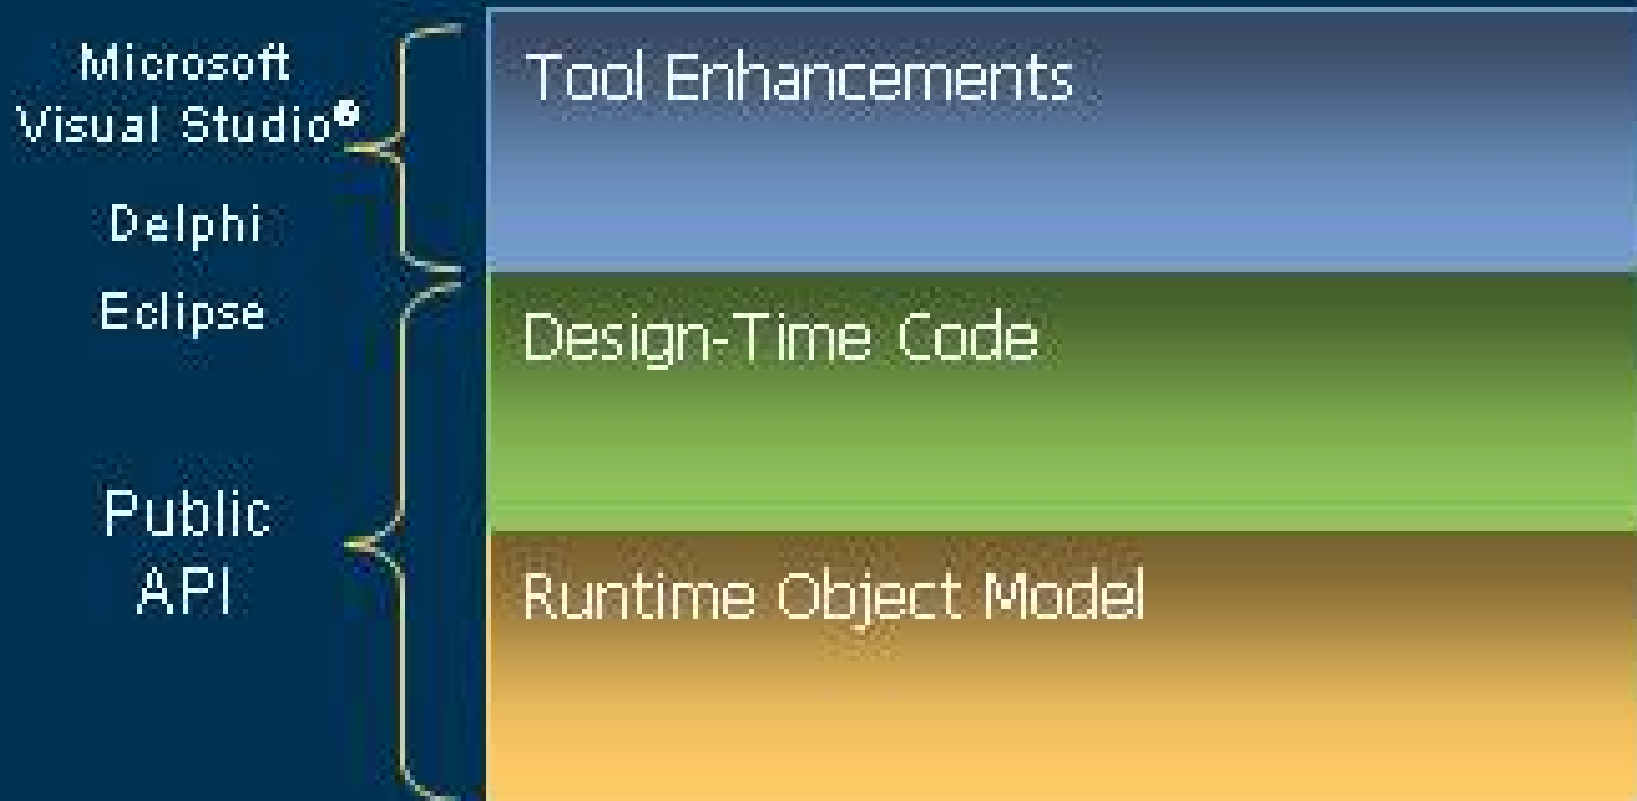 Microsoft
Visual Studio®
Delphi
Eclipse
Public
API
Tool Enhancements
Design-Time Code
Runtime Object Model